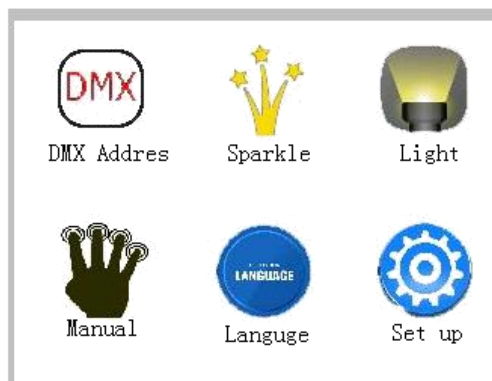 DMX
DMX Addres
Sparkle
Light
LANGUAGE
Manual
Languge
Set up